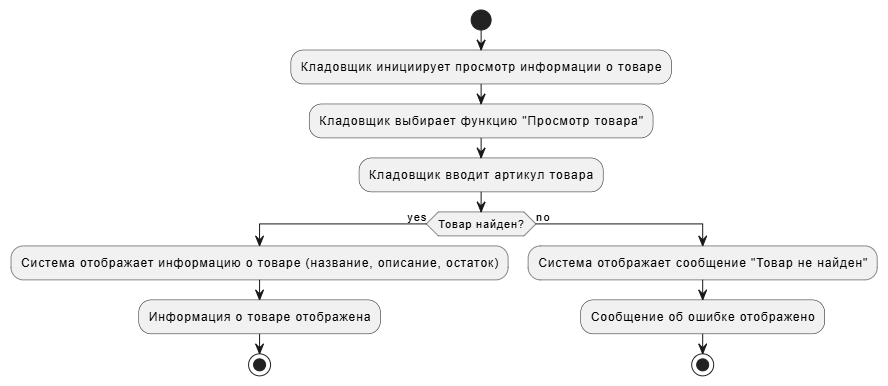 Кладовщик инициирует просмотр информации о товаре
Кладовщик выбирает функцию "Просмотр товара"
Кладовщик вводит артикул товара
yes
Товар найден?
no
Система отображает информацию о товаре (название, описание, остаток)
Система отображает сообщение "Товар не найден"
Информация о товаре отображена
Сообщение об ошибке отображено